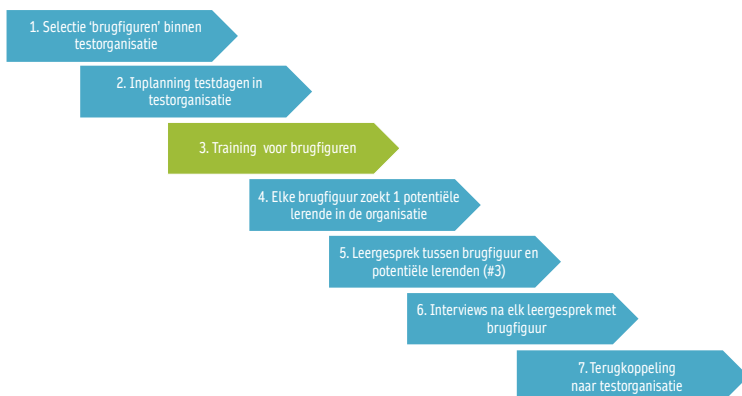 1. Selectie 'brugfiguren' binnen
testorganisatie
2. Inplanning testdagen in
testorganisatie
3. Training voor brugfiguren
4. Elke brugfiguur zoekt 1 potentiële
lerende in de organisatie
5. Leergesprek tussen brugfiguur en
potentiële lerenden (#3)
6. Interviews na elk leergesprek met
brugfiguur
7. Terugkoppeling
naar testorganisatie